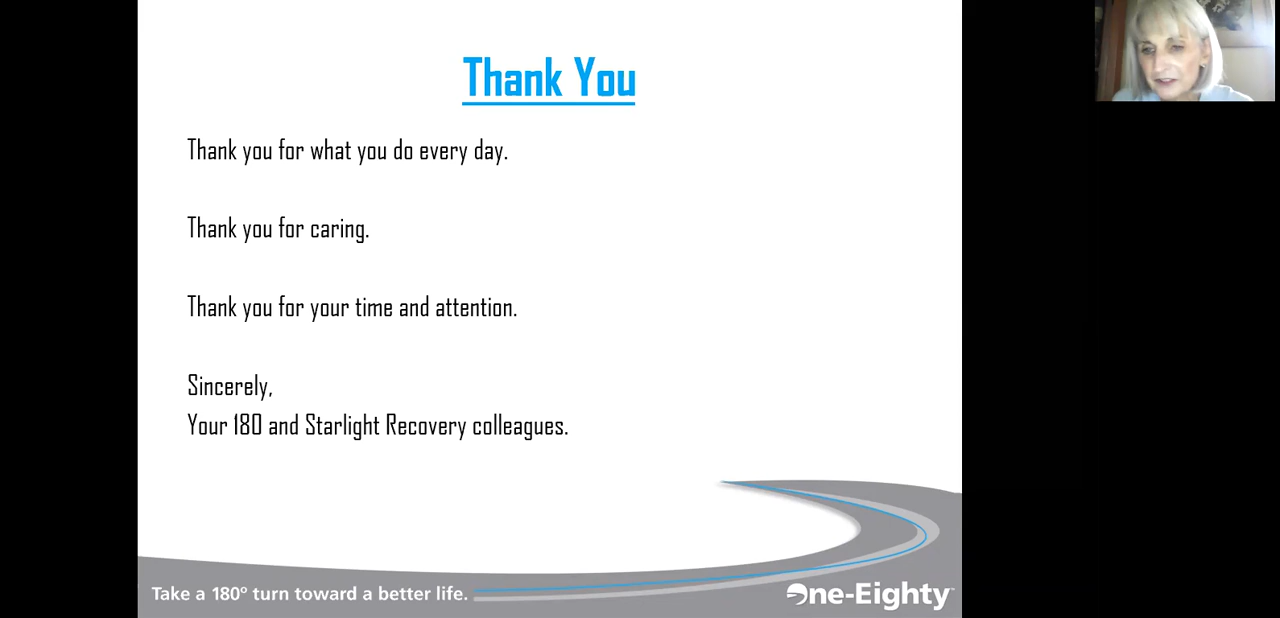 Thank You
Thank you for what you do every day.
Thank you for caring.
Thank you for your time and attention.
Sincerely,
Your 180 and Starlight Recovery colleagues.
Take a 180° turn toward a better life.
One-Eighty™